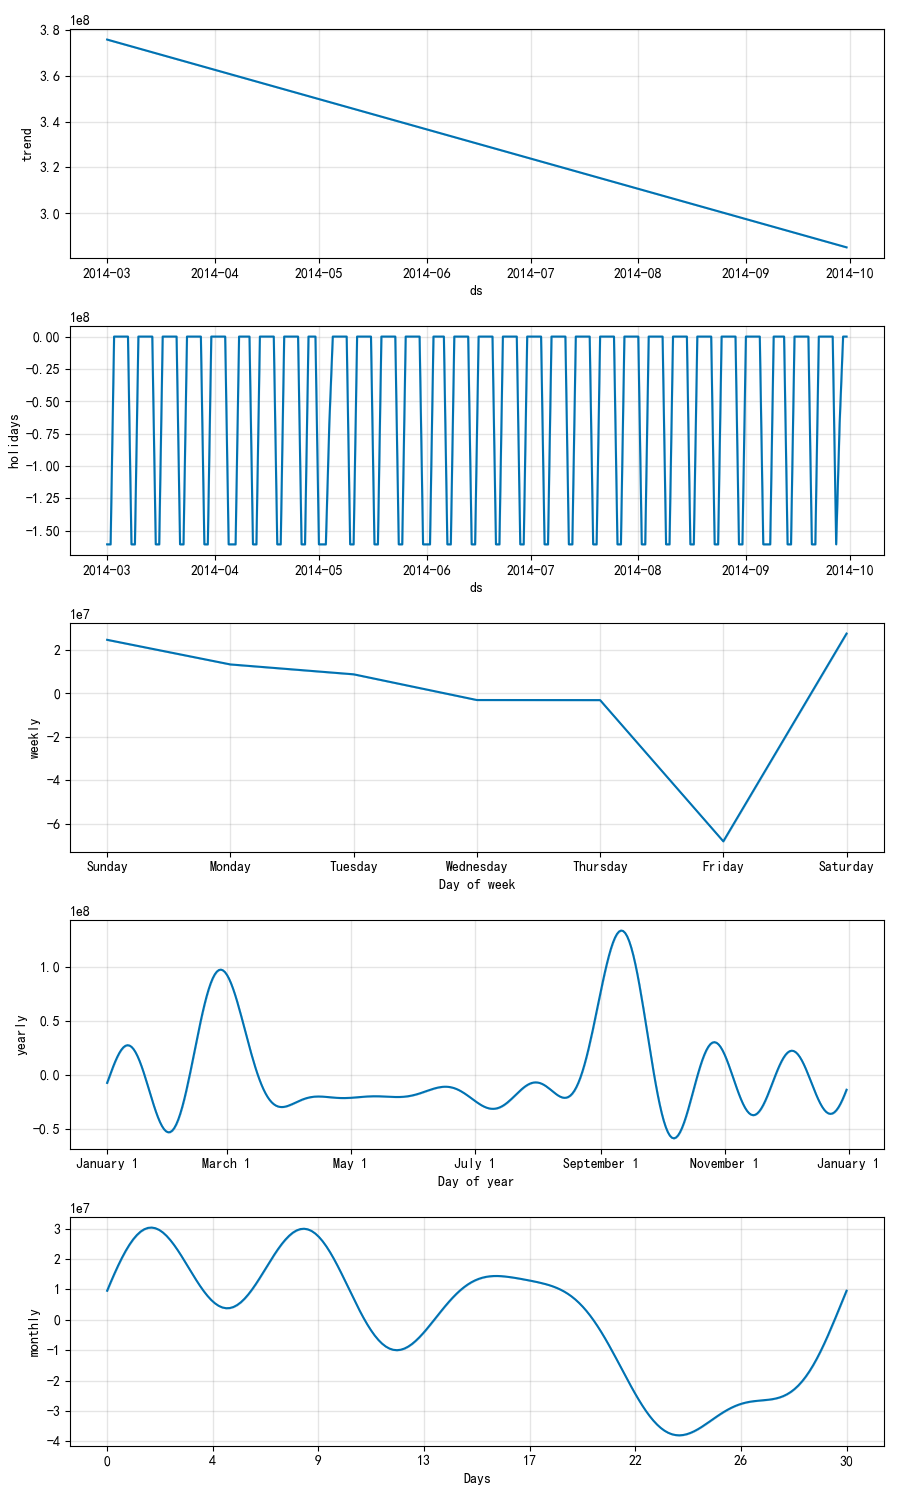 1e8
3.8
3.6
3.4
3.2
3.0
trend
2014-03 2014-04 2014-05 2014-06 2014-07 2014-08 2014-09 2014-10
ds
1e8
0.00
−0.25
−0.50
−0.75
−1.00
−1.25
−1.50
holidays
2014-03 2014-04 2014-05 2014-06 2014-07 2014-08 2014-09 2014-10
ds
1e7
2
0
−2
−4
−6
weekly
Sunday Monday Tuesday Wednesday Thursday Friday Saturday
Day of week
1e8
1.0
0.5
0.0
−0.5
yearly
January 1 March 1 May 1 July 1 September 1 November 1 January 1
Day of year
1e7
3
2
1
0
−1
−2
−3
−4
monthly
0 4 9 13 17 22 26 30
Days